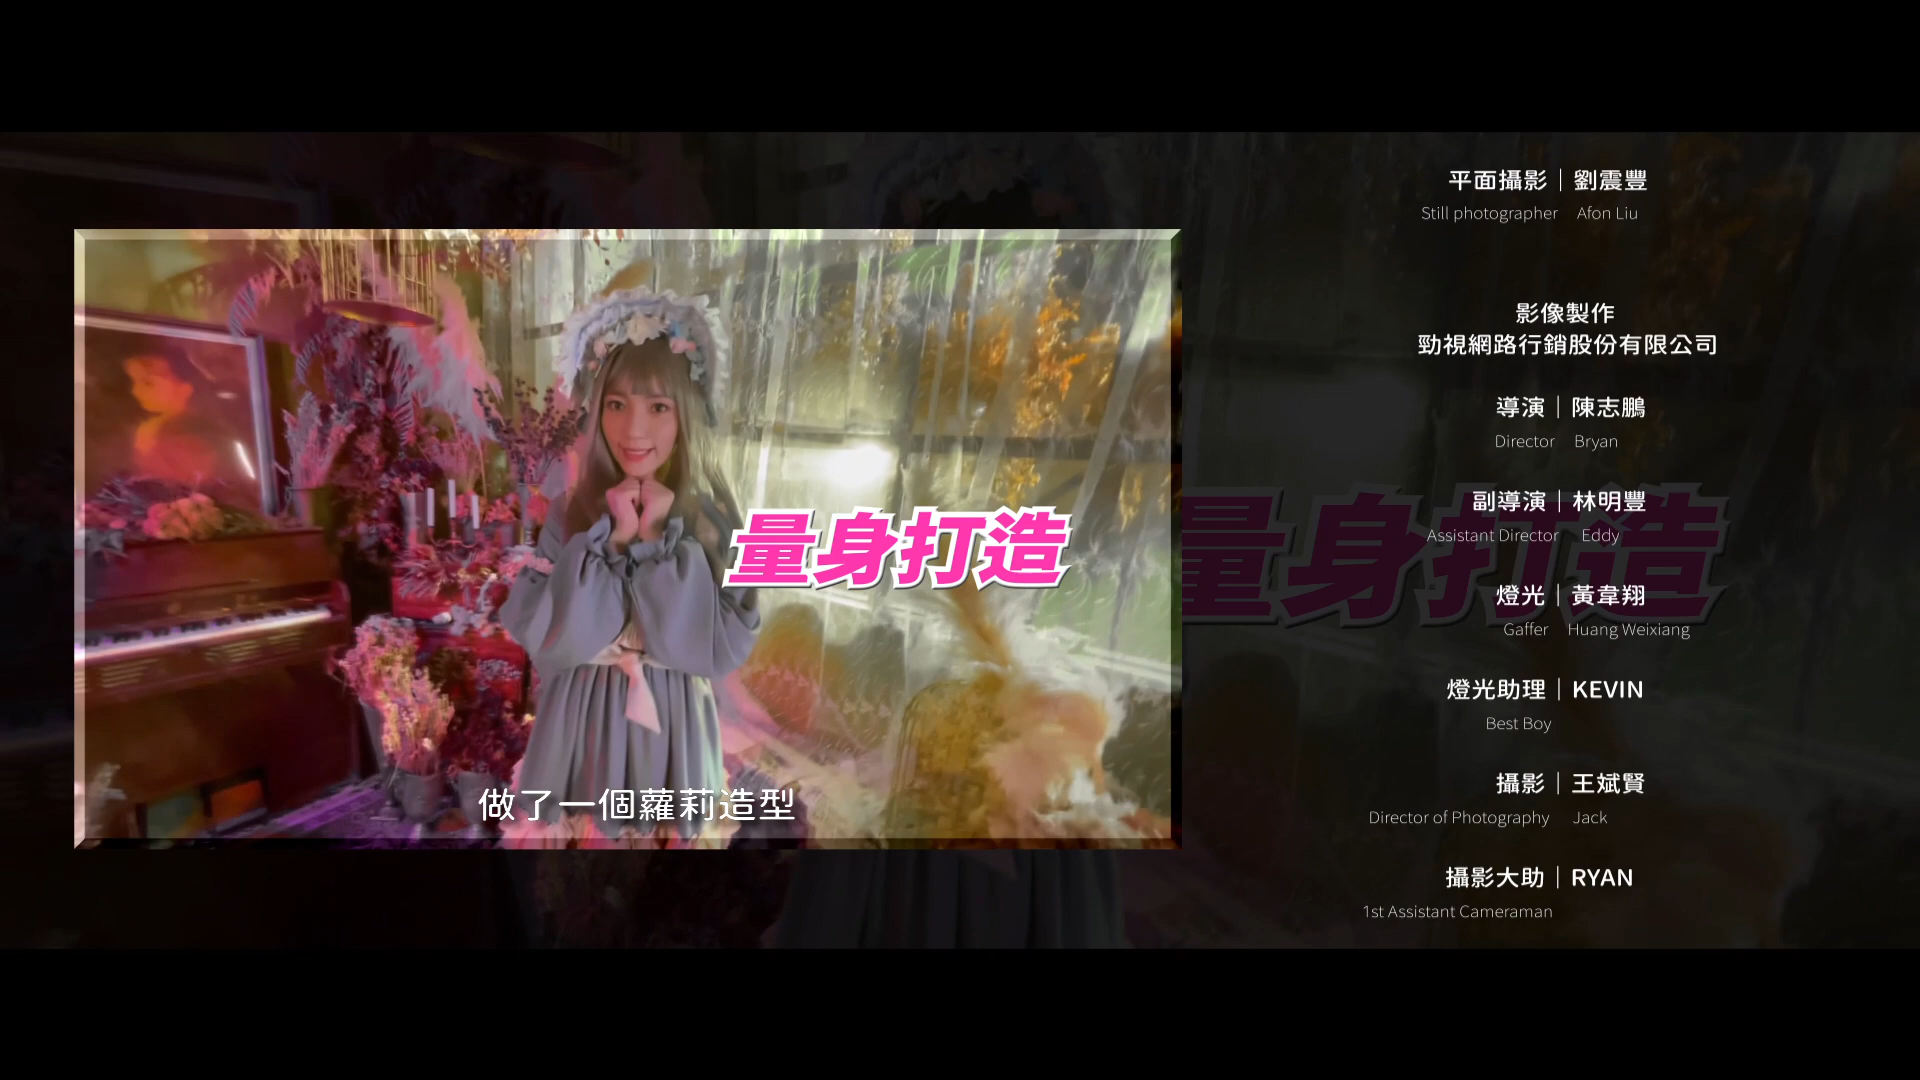 量身打造
做了一個蘿莉造型
量身打造
平面攝影｜劉震豐
Still photographer Afon Liu
影像製作
勁視網路行銷股份有限公司
導演｜陳志鵬
Director Bryan
副導演｜林明豐
Assistant Director Eddy
燈光｜黃韋翔
Gaffer Huang Weixiang
燈光助理｜KEVIN
Best Boy
攝影｜王斌賢
Director of Photography Jack
攝影大助｜RYAN
1st Assistant Cameraman